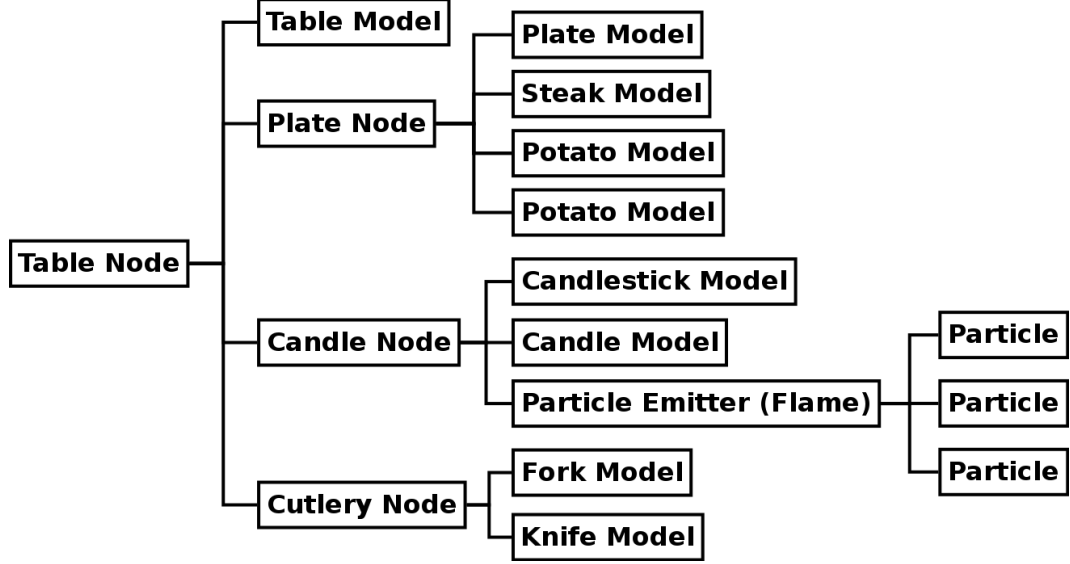 Table Node
Table Model
Plate Node
Plate Model
Steak Model
Potato Model
Potato Model
Candle Node
Candlestick Model
Candle Model
Particle Emitter (Flame)
Particle
Particle
Particle
Cutlery Node
Fork Model
Knife Model